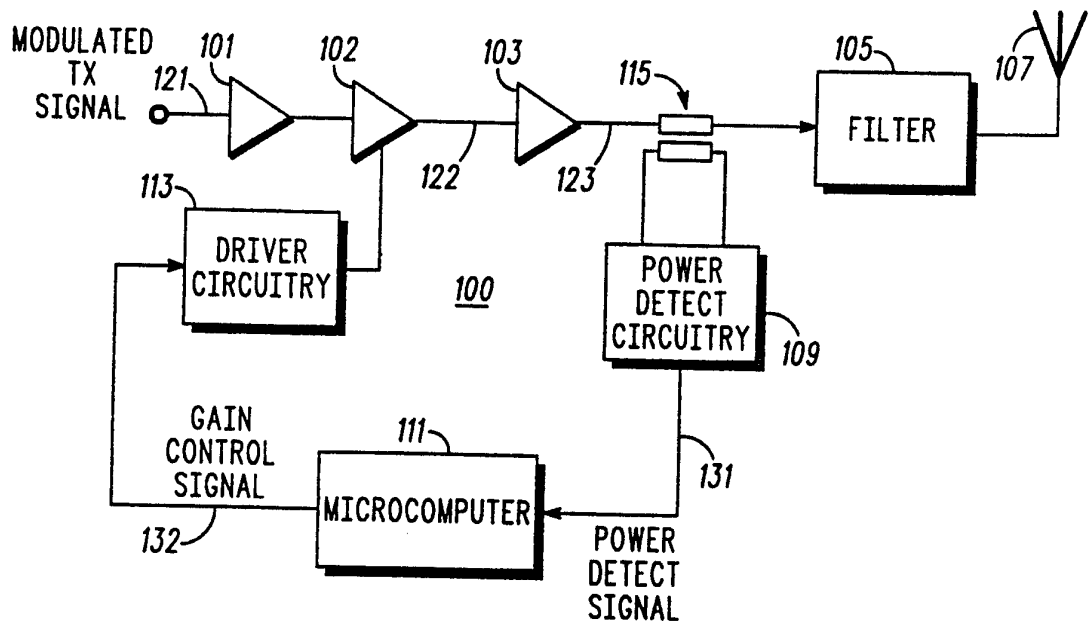 MODULATED
TX
SIGNAL
121
101
102
103
115
105
107
FILTER
122
123
113
DRIVER
CIRCUITRY
100
POWER
DETECT
CIRCUITRY
109
GAIN
CONTROL
SIGNAL
111
131
MICROCOMPUTER
132
POWER
DETECT
SIGNAL